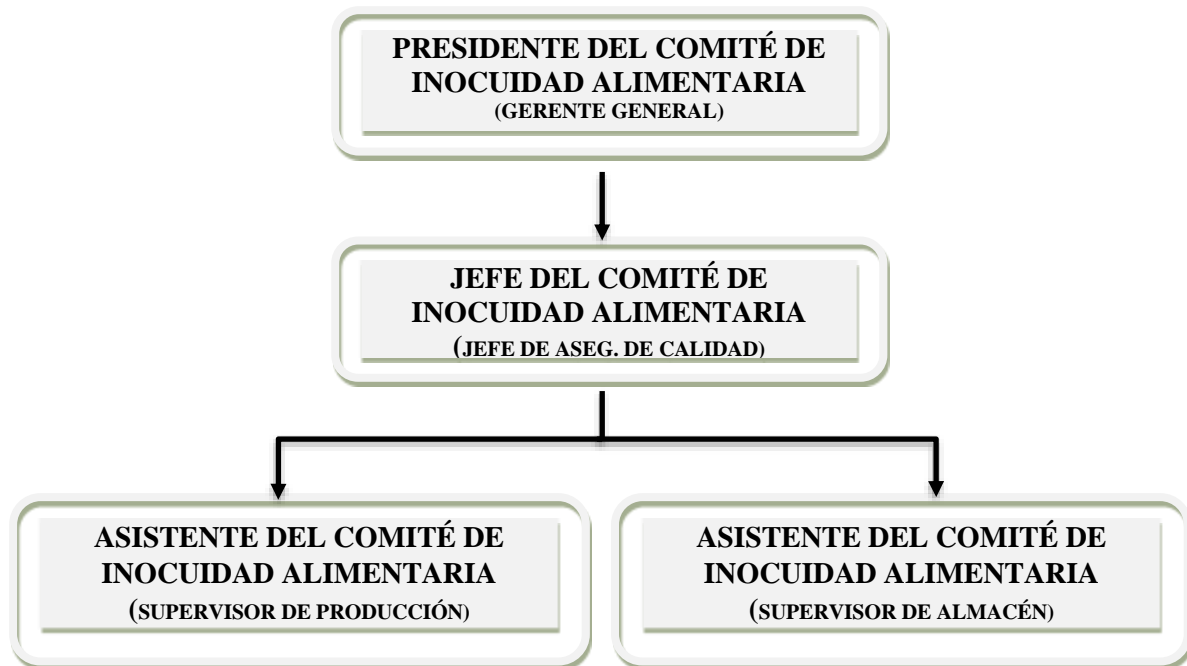 PRESIDENTE DEL COMITÉ DE
INOCUIDAD ALIMENTARIA
(GERENTE GENERAL)
JEFE DEL COMITÉ DE
INOCUIDAD ALIMENTARIA
(JEFE DE ASEG. DE CALIDAD)
ASISTENTE DEL COMITÉ DE
INOCUIDAD ALIMENTARIA
(SUPERVISOR DE PRODUCCIÓN)
ASISTENTE DEL COMITÉ DE
INOCUIDAD ALIMENTARIA
(SUPERVISOR DE ALMACÉN)